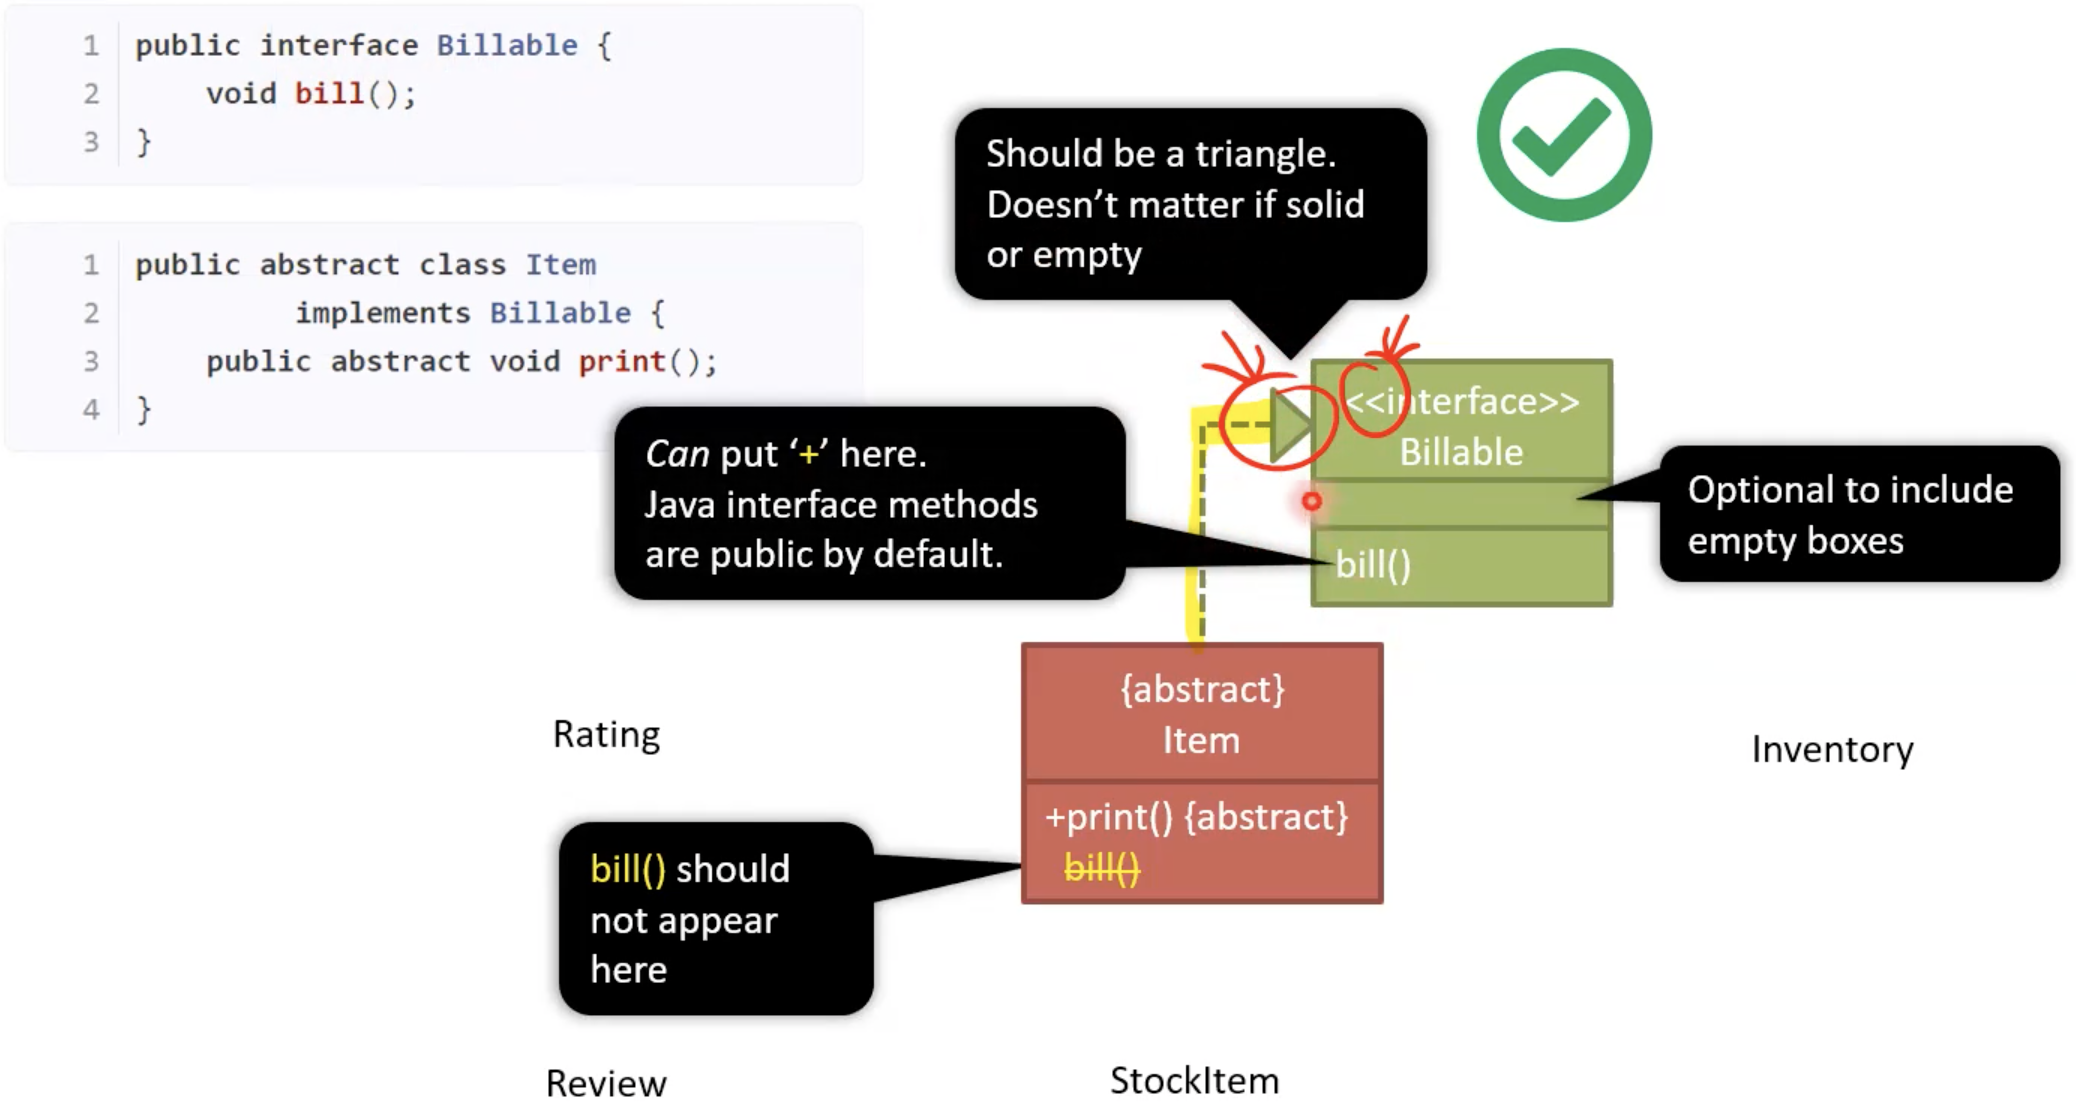 1 public interface Billable {
2 void bill();
3 }
1 public abstract class Item
2 implements Billable {
3 public abstract void print();
4 }
Should be a triangle.
Doesn’t matter if solid
or empty
Can put ‘+’ here.
Java interface methods
are public by default.
<<interface>>
Billable
bill()
Optional to include
empty boxes
{abstract}
Item
+print() {abstract}
bill()
Rating
Inventory
bill() should
not appear
here
Review
StockItem